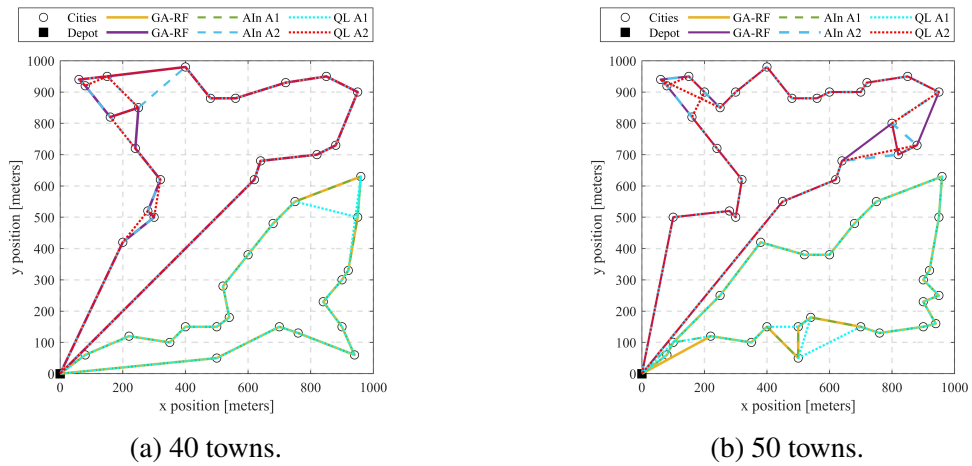 Cities GA-RF AIn A1 QL A1
Depot GA-RF AIn A2 QL A2
1000
900
800
700
600
500
400
300
200
100
0
y position [meters]
0 200 400 600 800 1000
x position [meters]
(a) 40 towns.
Cities GA-RF AIn A1 QL A1
Depot GA-RF AIn A2 QL A2
1000
900
800
700
600
500
400
300
200
100
0
y position [meters]
0 200 400 600 800 1000
x position [meters]
(b) 50 towns.